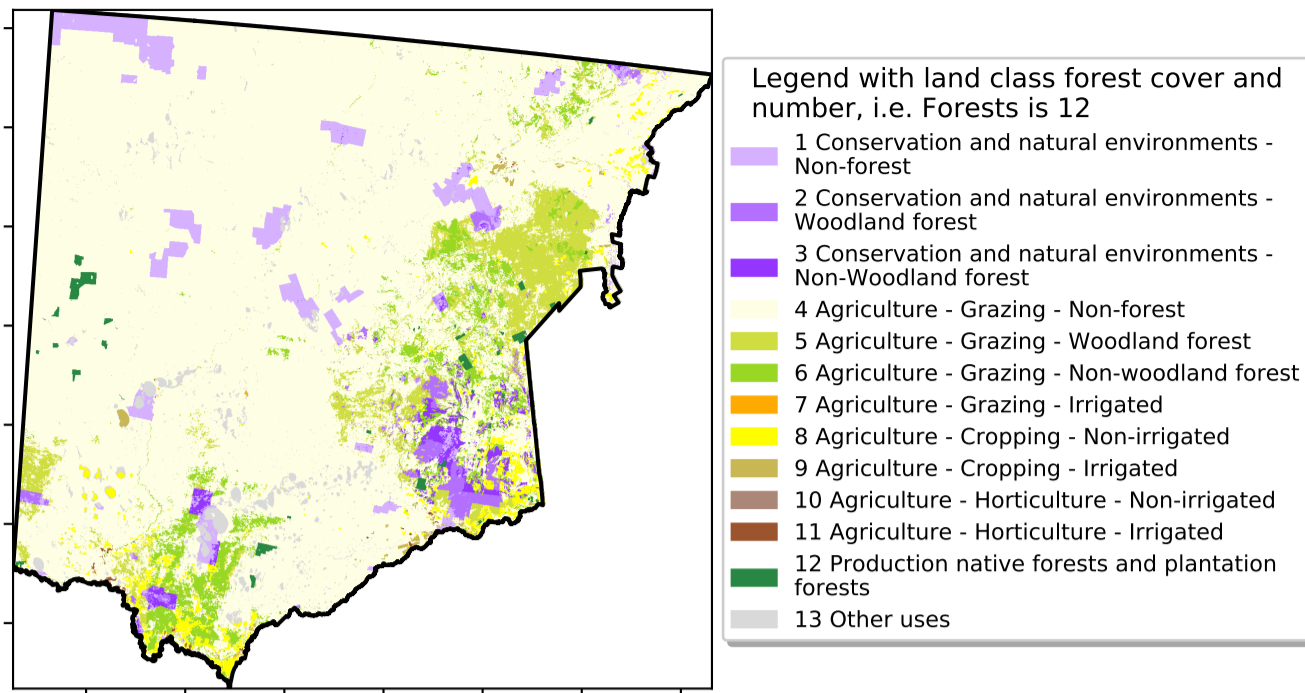 Legend with land class forest cover and
number, i.e. Forests is 12
1 Conservation and natural environments -
Non-forest
2 Conservation and natural environments -
Woodland forest
3 Conservation and natural environments -
Non-Woodland forest
4 Agriculture - Grazing - Non-forest
5 Agriculture - Grazing - Woodland forest
6 Agriculture - Grazing - Non-woodland forest
7 Agriculture - Grazing - Irrigated
8 Agriculture - Cropping - Non-irrigated
9 Agriculture - Cropping - Irrigated
10 Agriculture - Horticulture - Non-irrigated
11 Agriculture - Horticulture - Irrigated
12 Production native forests and plantation
forests
13 Other uses